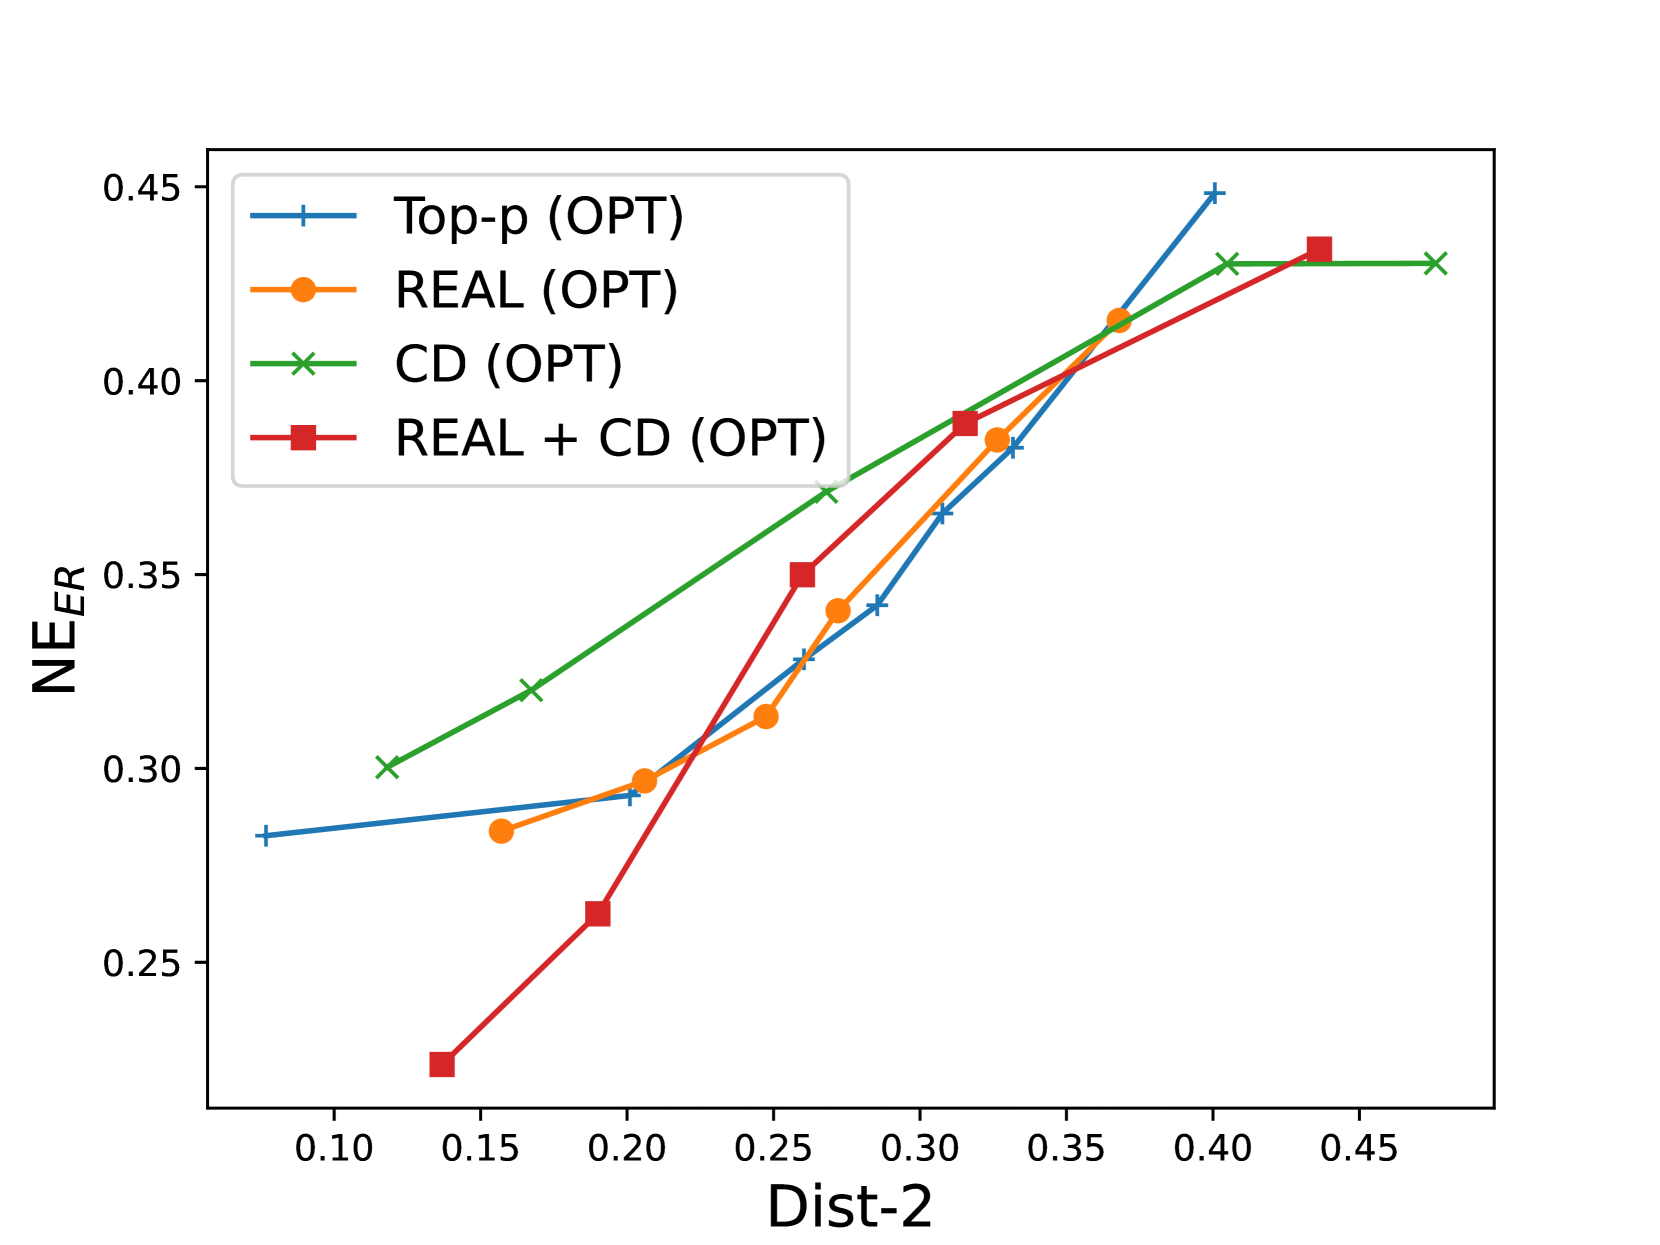 0.45
0.40
0.35
0.30
0.25
NE_ER
Top-p (OPT)
REAL (OPT)
CD (OPT)
REAL + CD (OPT)
0.10 0.15 0.20 0.25 0.30 0.35 0.40 0.45
Dist-2